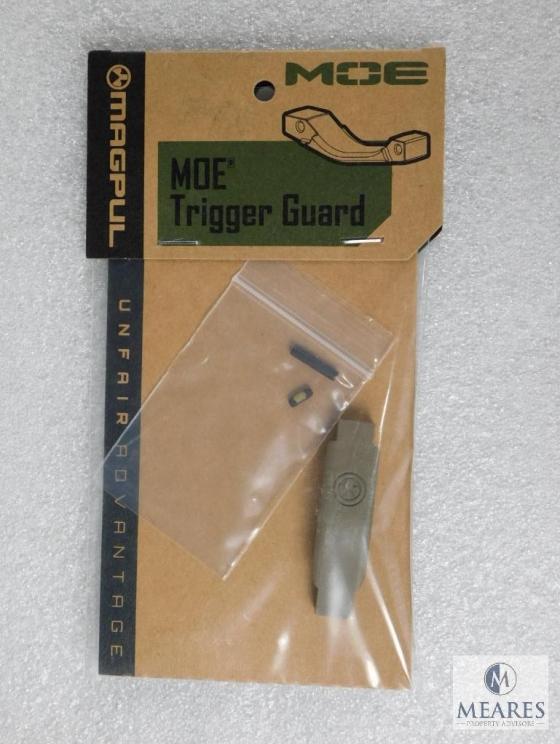 MOE
MAGPUL
MOE®
Trigger Guard
UNFAIR ADVANTAGE
M
MEARES
PROPERTY ADVISORS